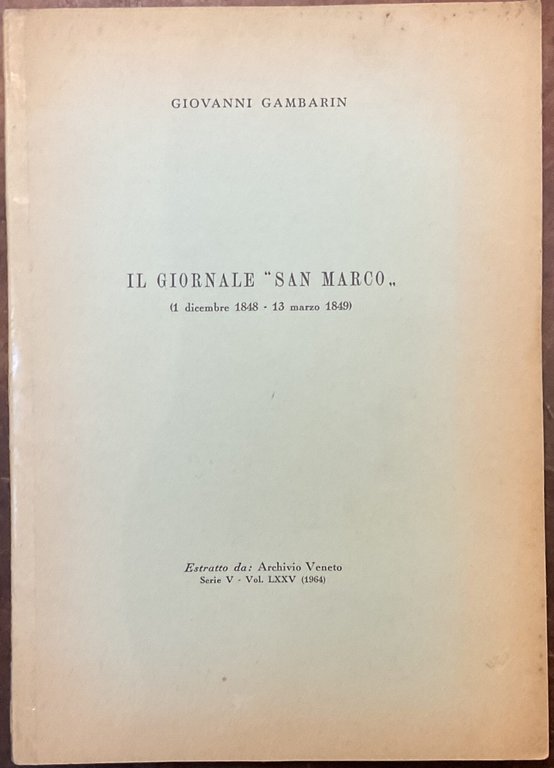 GIOVANNI GAMBARIN
IL GIORNALE “SAN MARCO„
(1 dicembre 1848 - 13 marzo 1849)
Estratto da: Archivio Veneto
Serie V - Vol. LXXV (1964)